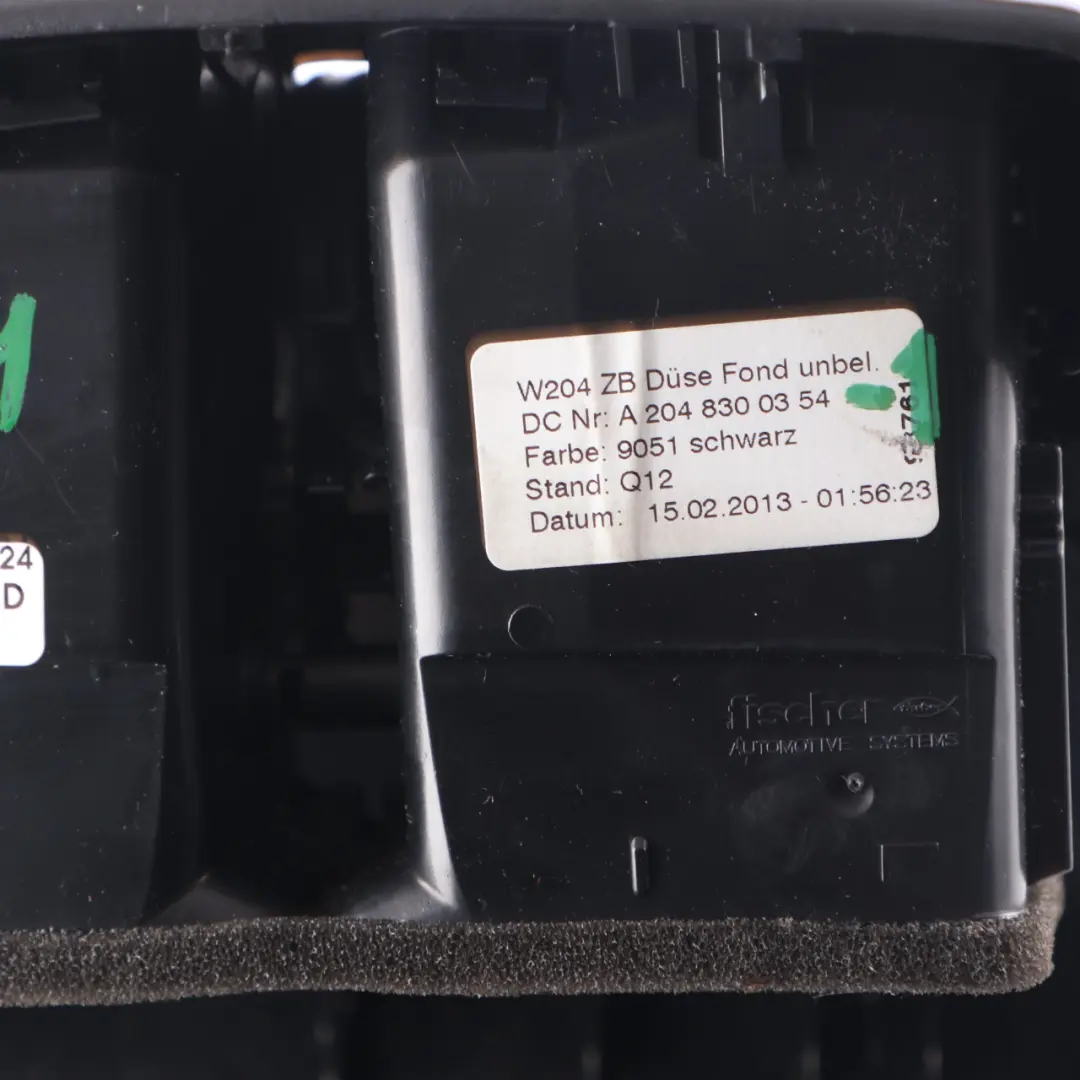 W204 ZB Düse Fond unbel.
DC Nr: A 204 830 03 54
Farbe: 9051 schwarz
Stand: Q12
Datum: 15.02.2013 - 01:56:23
24
D
fischer
AUTOMOTIVE SYSTEMS